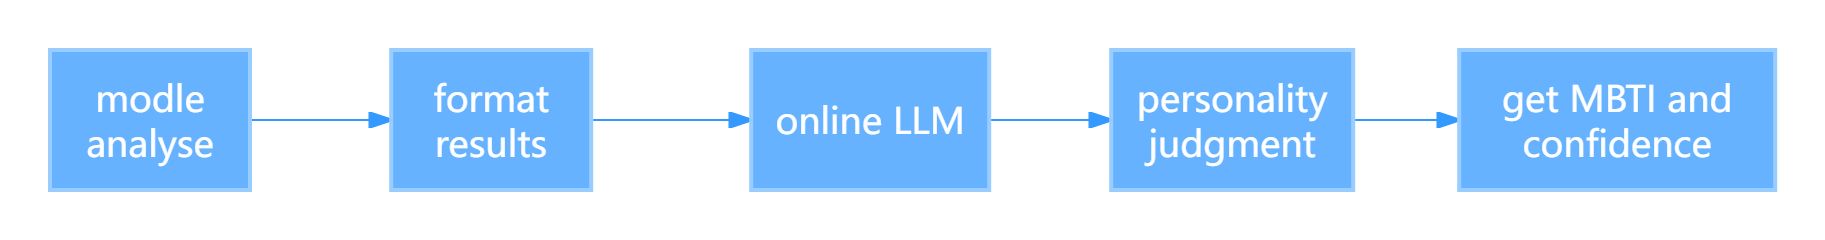 modle
analyse
format
results
online LLM
personality
judgment
get MBTI and
confidence